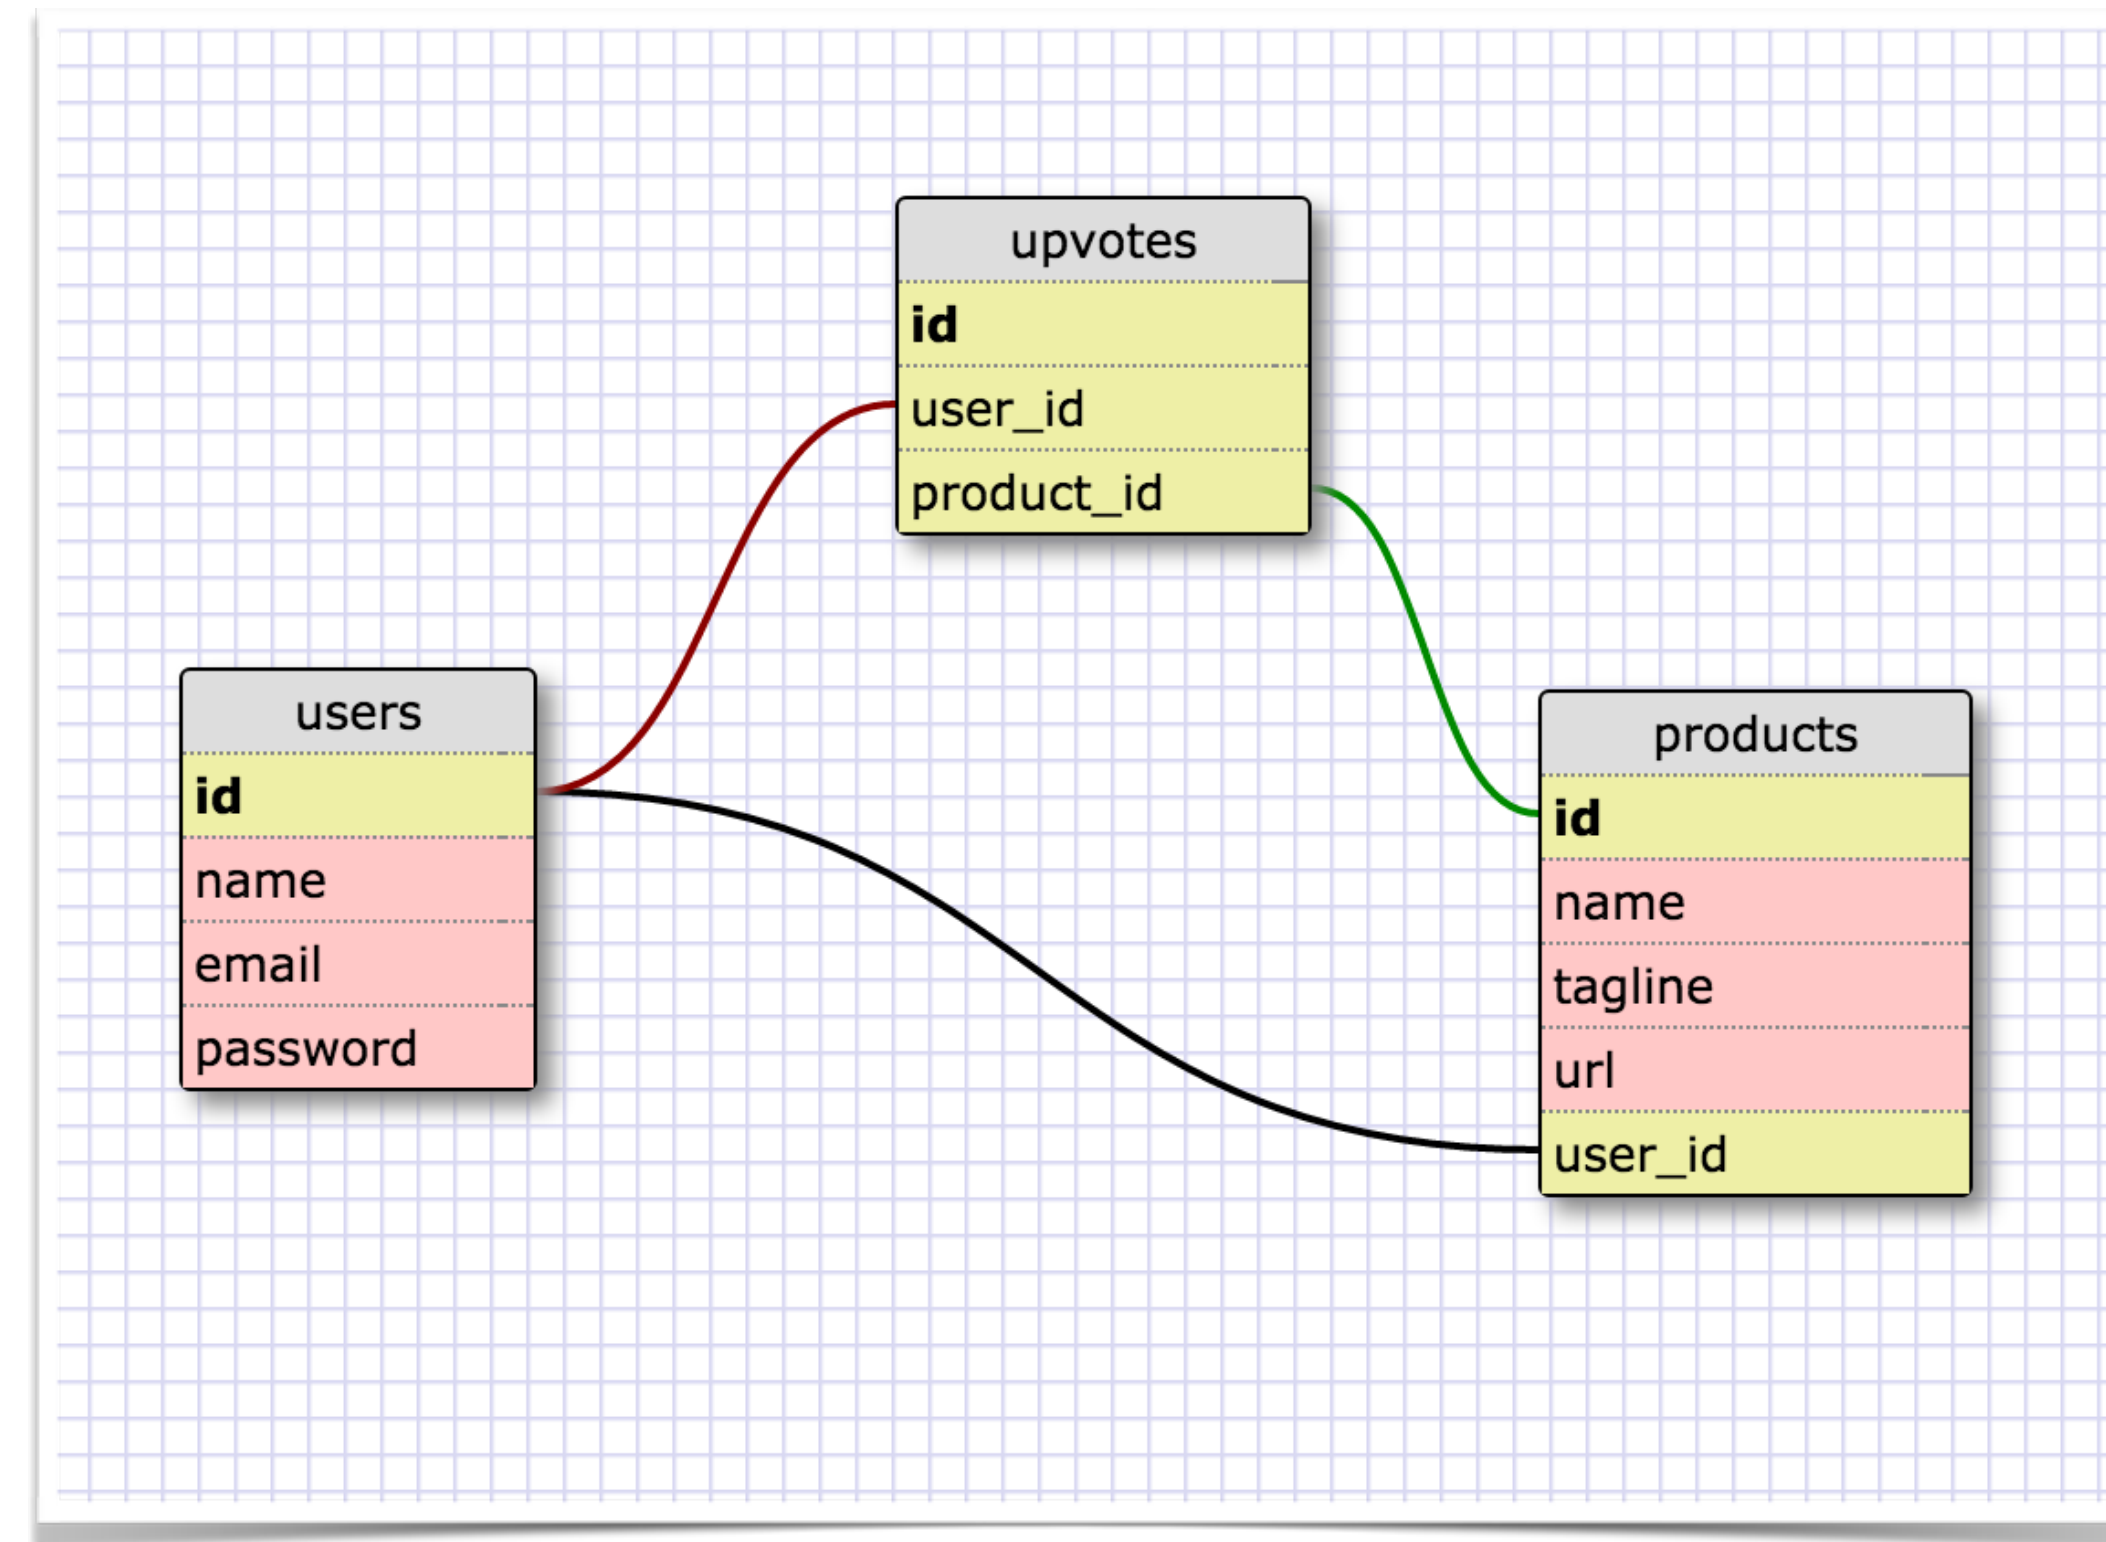 upvotes
id
user_id
product_id
users
id
name
email
password
products
id
name
tagline
url
user_id